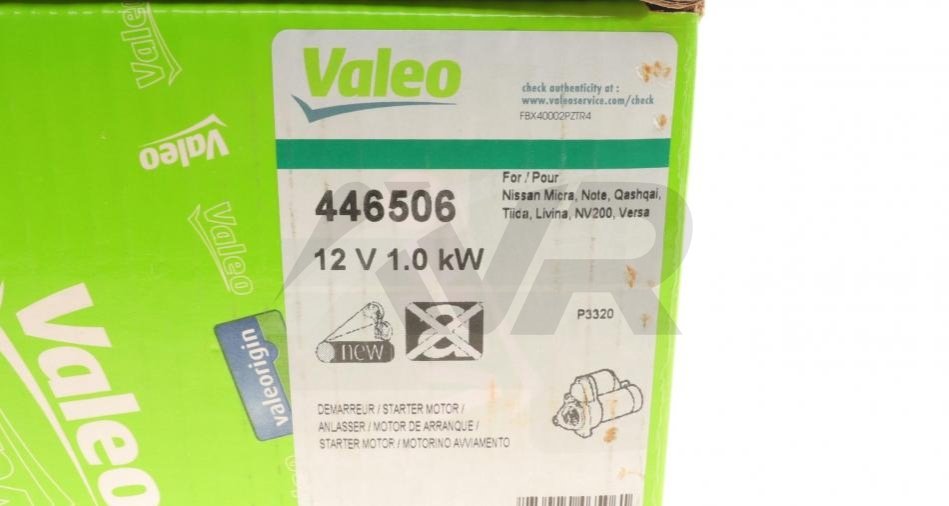 Valeo
Valeo
Valeo
Valeo
valeorigin
Valeo
check authenticity at :
www.valeoservice.com/check
FBX40002PZTR4
446506
12 V 1.0 kW
For / Pour
Nissan Micra, Note, Qashqai,
Tiida, Livina, NV200, Versa
new
a
P3320
DEMARREUR / STARTER MOTOR /
ANLASSER / MOTOR DE ARRANQUE /
STARTER MOTOR / MOTORINO AVVIAMENTO